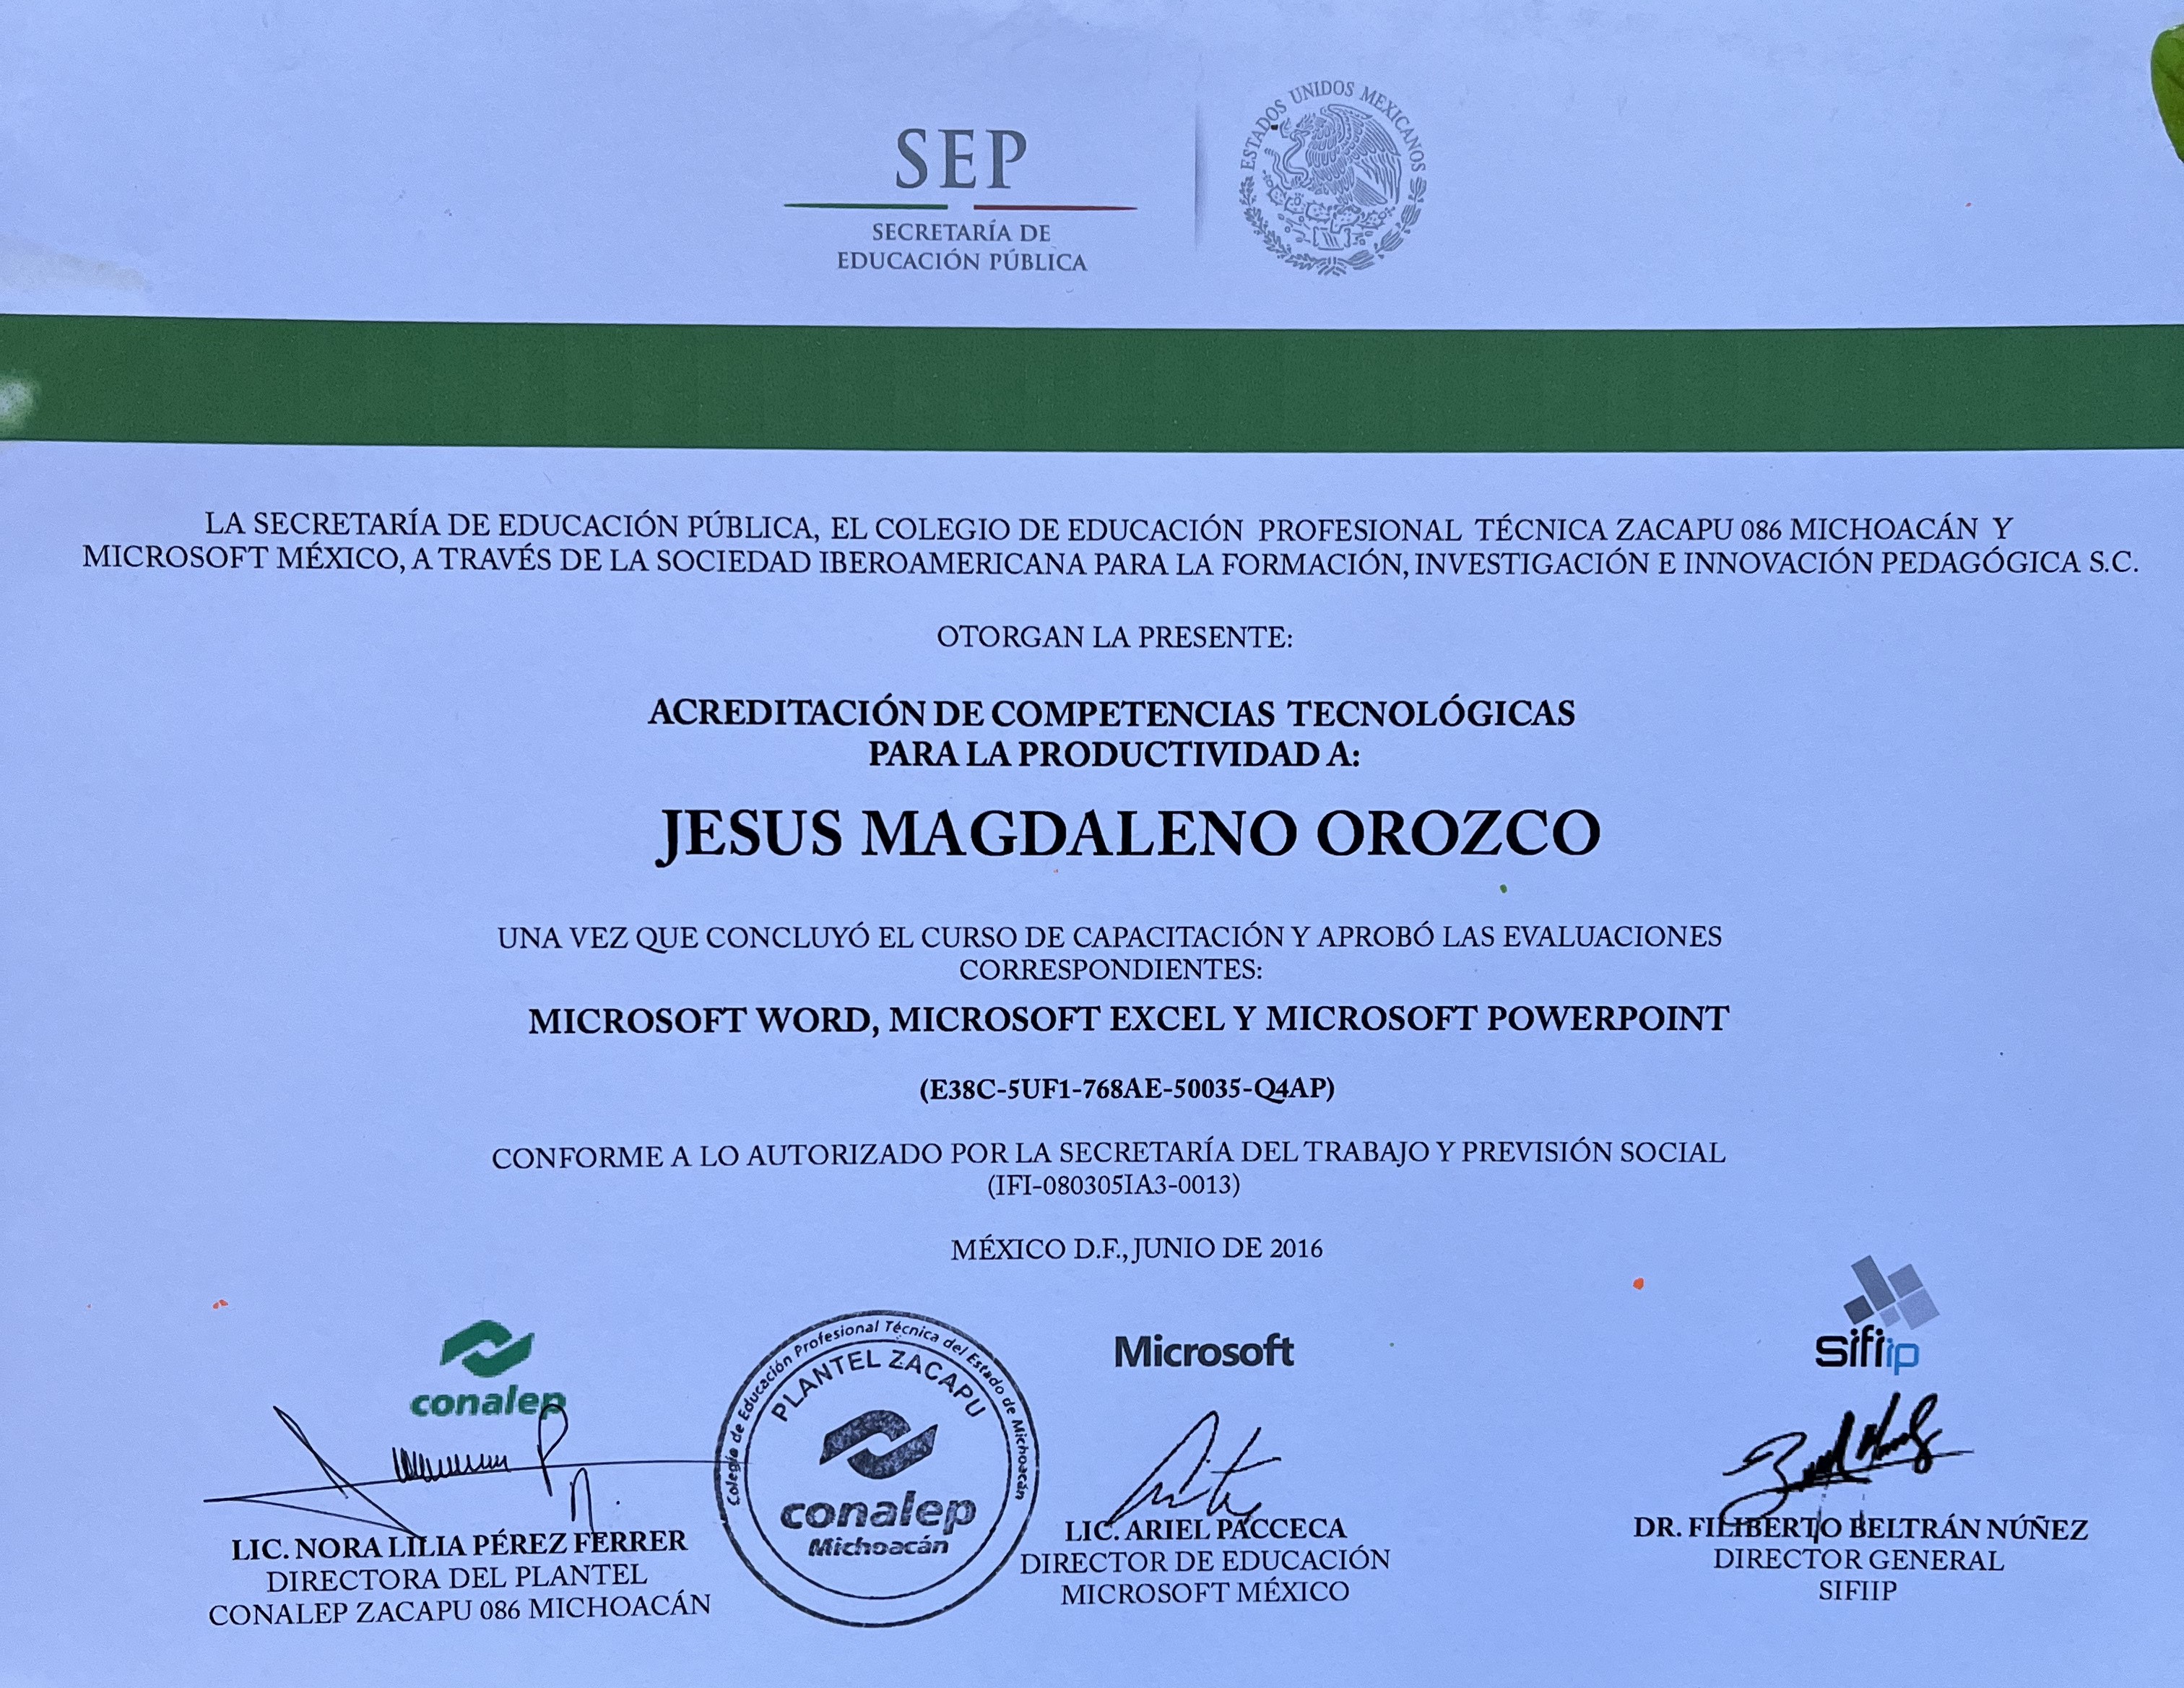 SEP
SECRETARÍA DE
EDUCACIÓN PÚBLICA
ESTADOS UNIDOS MEXICANOS
LA SECRETARÍA DE EDUCACIÓN PÚBLICA, EL COLEGIO DE EDUCACIÓN PROFESIONAL TÉCNICA ZACAPU 086 MICHOACÁN Y
MICROSOFT MÉXICO, A TRAVÉS DE LA SOCIEDAD IBEROAMERICANA PARA LA FORMACIÓN, INVESTIGACIÓN E INNOVACIÓN PEDAGÓGICA S.C.
OTORGAN LA PRESENTE:
ACREDITACIÓN DE COMPETENCIAS TECNOLÓGICAS
PARA LA PRODUCTIVIDAD A:
JESUS MAGDALENO OROZCO
UNA VEZ QUE CONCLUYÓ EL CURSO DE CAPACITACIÓN Y APROBÓ LAS EVALUACIONES
CORRESPONDIENTES:
MICROSOFT WORD, MICROSOFT EXCEL Y MICROSOFT POWERPOINT
(E38C-5UF1-768AE-50035-Q4AP)
CONFORME A LO AUTORIZADO POR LA SECRETARÍA DEL TRABAJO Y PREVISIÓN SOCIAL
(IFI-080305IA3-0013)
MÉXICO D.F., JUNIO DE 2016
conalep
LIC. NORA LILIA PÉREZ FERRER
DIRECTORA DEL PLANTEL
CONALEP ZACAPU 086 MICHOACÁN
Colegio de Educación Profesional Técnica del Estado de Michoacán
PLANTEL ZACAPU
conalep
Michoacán
Microsoft
LIC. ARIEL PACCECA
DIRECTOR DE EDUCACIÓN
MICROSOFT MÉXICO
Sifiip
DR. FILIBERTO BELTRÁN NÚÑEZ
DIRECTOR GENERAL
SIFIIP